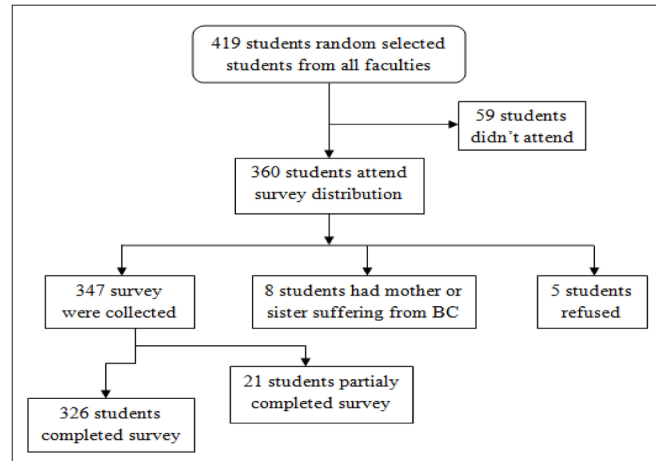 419 students random selected
students from all faculties
59 students
didn't attend
360 students attend
survey distribution
347 survey
were collected
8 students had mother or
sister suffering from BC
5 students
refused
21 students partialy
completed survey
326 students
completed survey